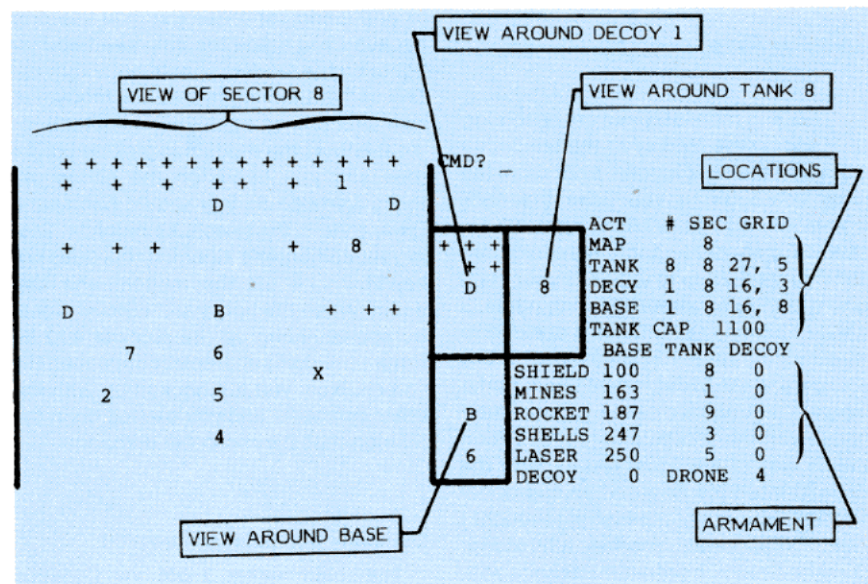 VIEW AROUND DECOY 1
VIEW OF SECTOR 8
VIEW AROUND TANK 8
+ + + + + + + + + + + + + + CMD? _
+ + + + + + 1
LOCATIONS
D D
ACT # SEC GRID
+ + + + 8 + + + MAP 8
+ + TANK 8 8 27, 5
D 8 DECY 1 8 16, 3
D B + + + BASE 1 8 16, 8
TANK CAP 1100
7 6 BASE TANK DECOY
X SHIELD 100 8 0
2 5 MINES 163 1 0
B ROCKET 187 9 0
4 SHELLS 247 3 0
6 LASER 250 5 0
DECOY 0 DRONE 4
VIEW AROUND BASE
ARMAMENT